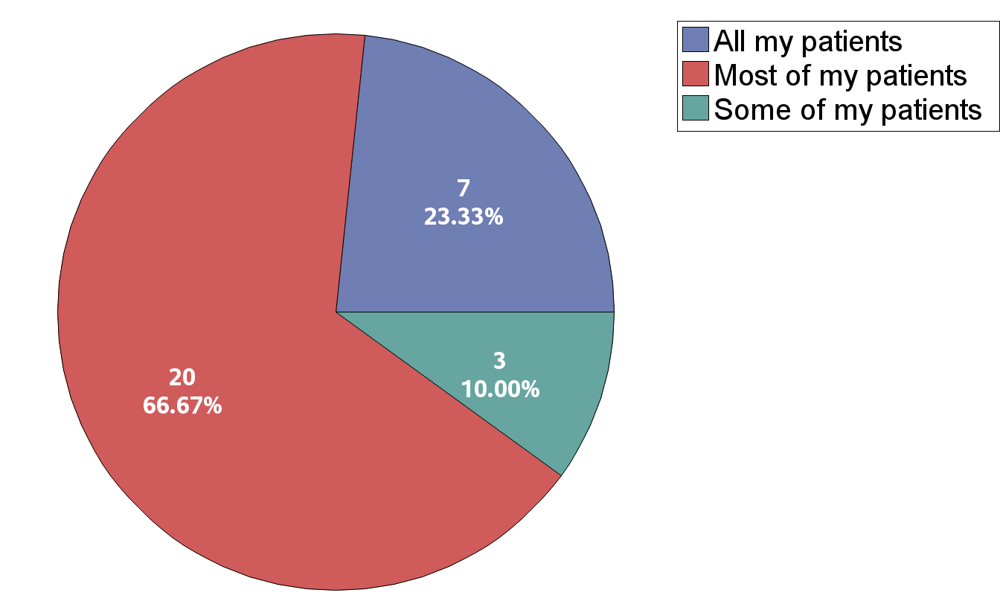 All my patients
Most of my patients
Some of my patients
7
23.33%
3
10.00%
20
66.67%